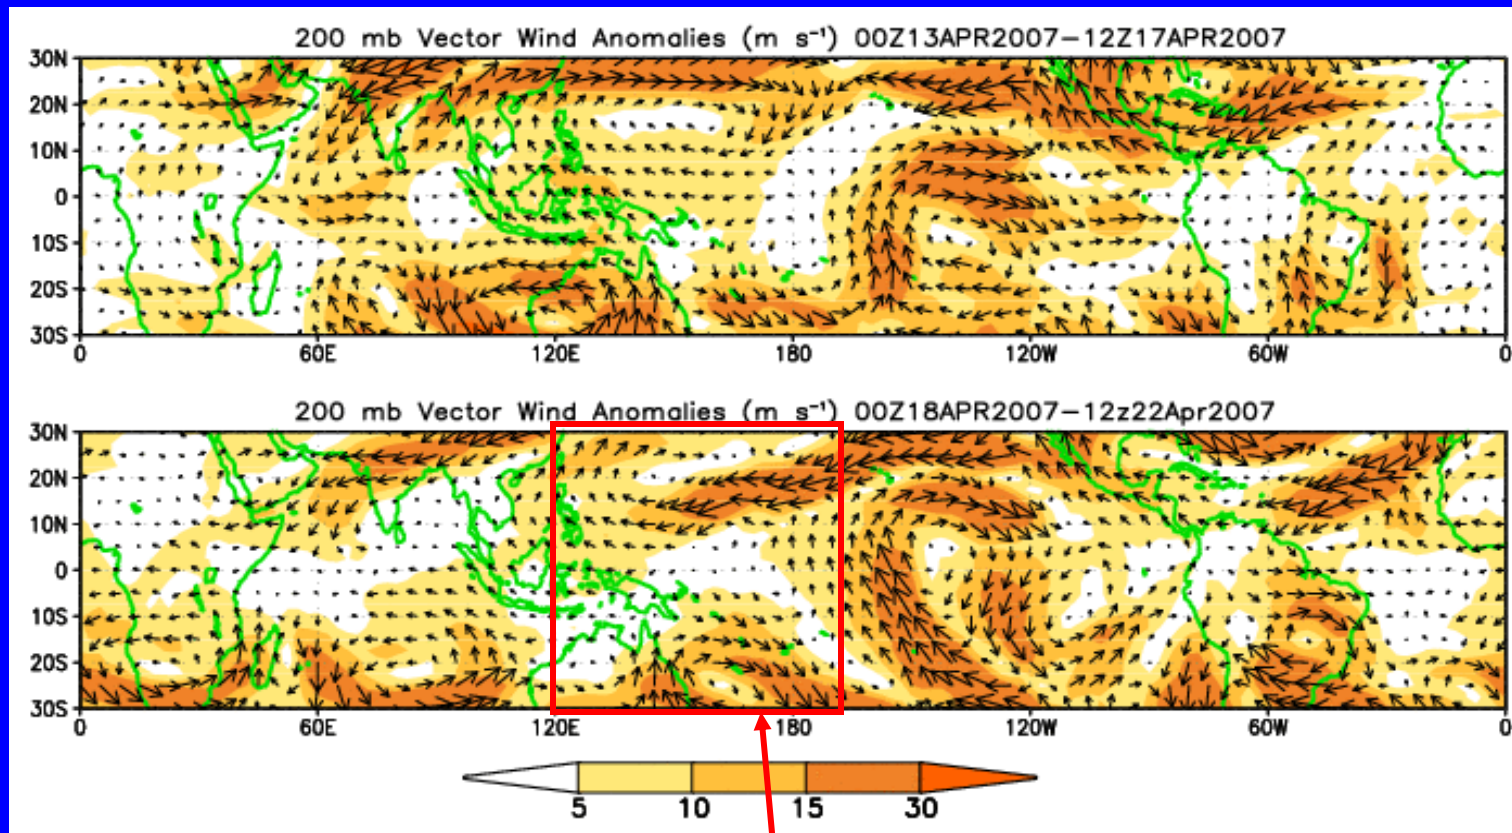 200 mb Vector Wind Anomalies (m s⁻¹) 00Z13APR2007–12Z17APR2007
30N
20N
10N
0
10S
20S
30S
0 60E 120E 180 120W 60W 0
200 mb Vector Wind Anomalies (m s⁻¹) 00Z18APR2007–12z22Apr2007
30N
20N
10N
0
10S
20S
30S
0 60E 120E 180 120W 60W 0
5 10 15 30